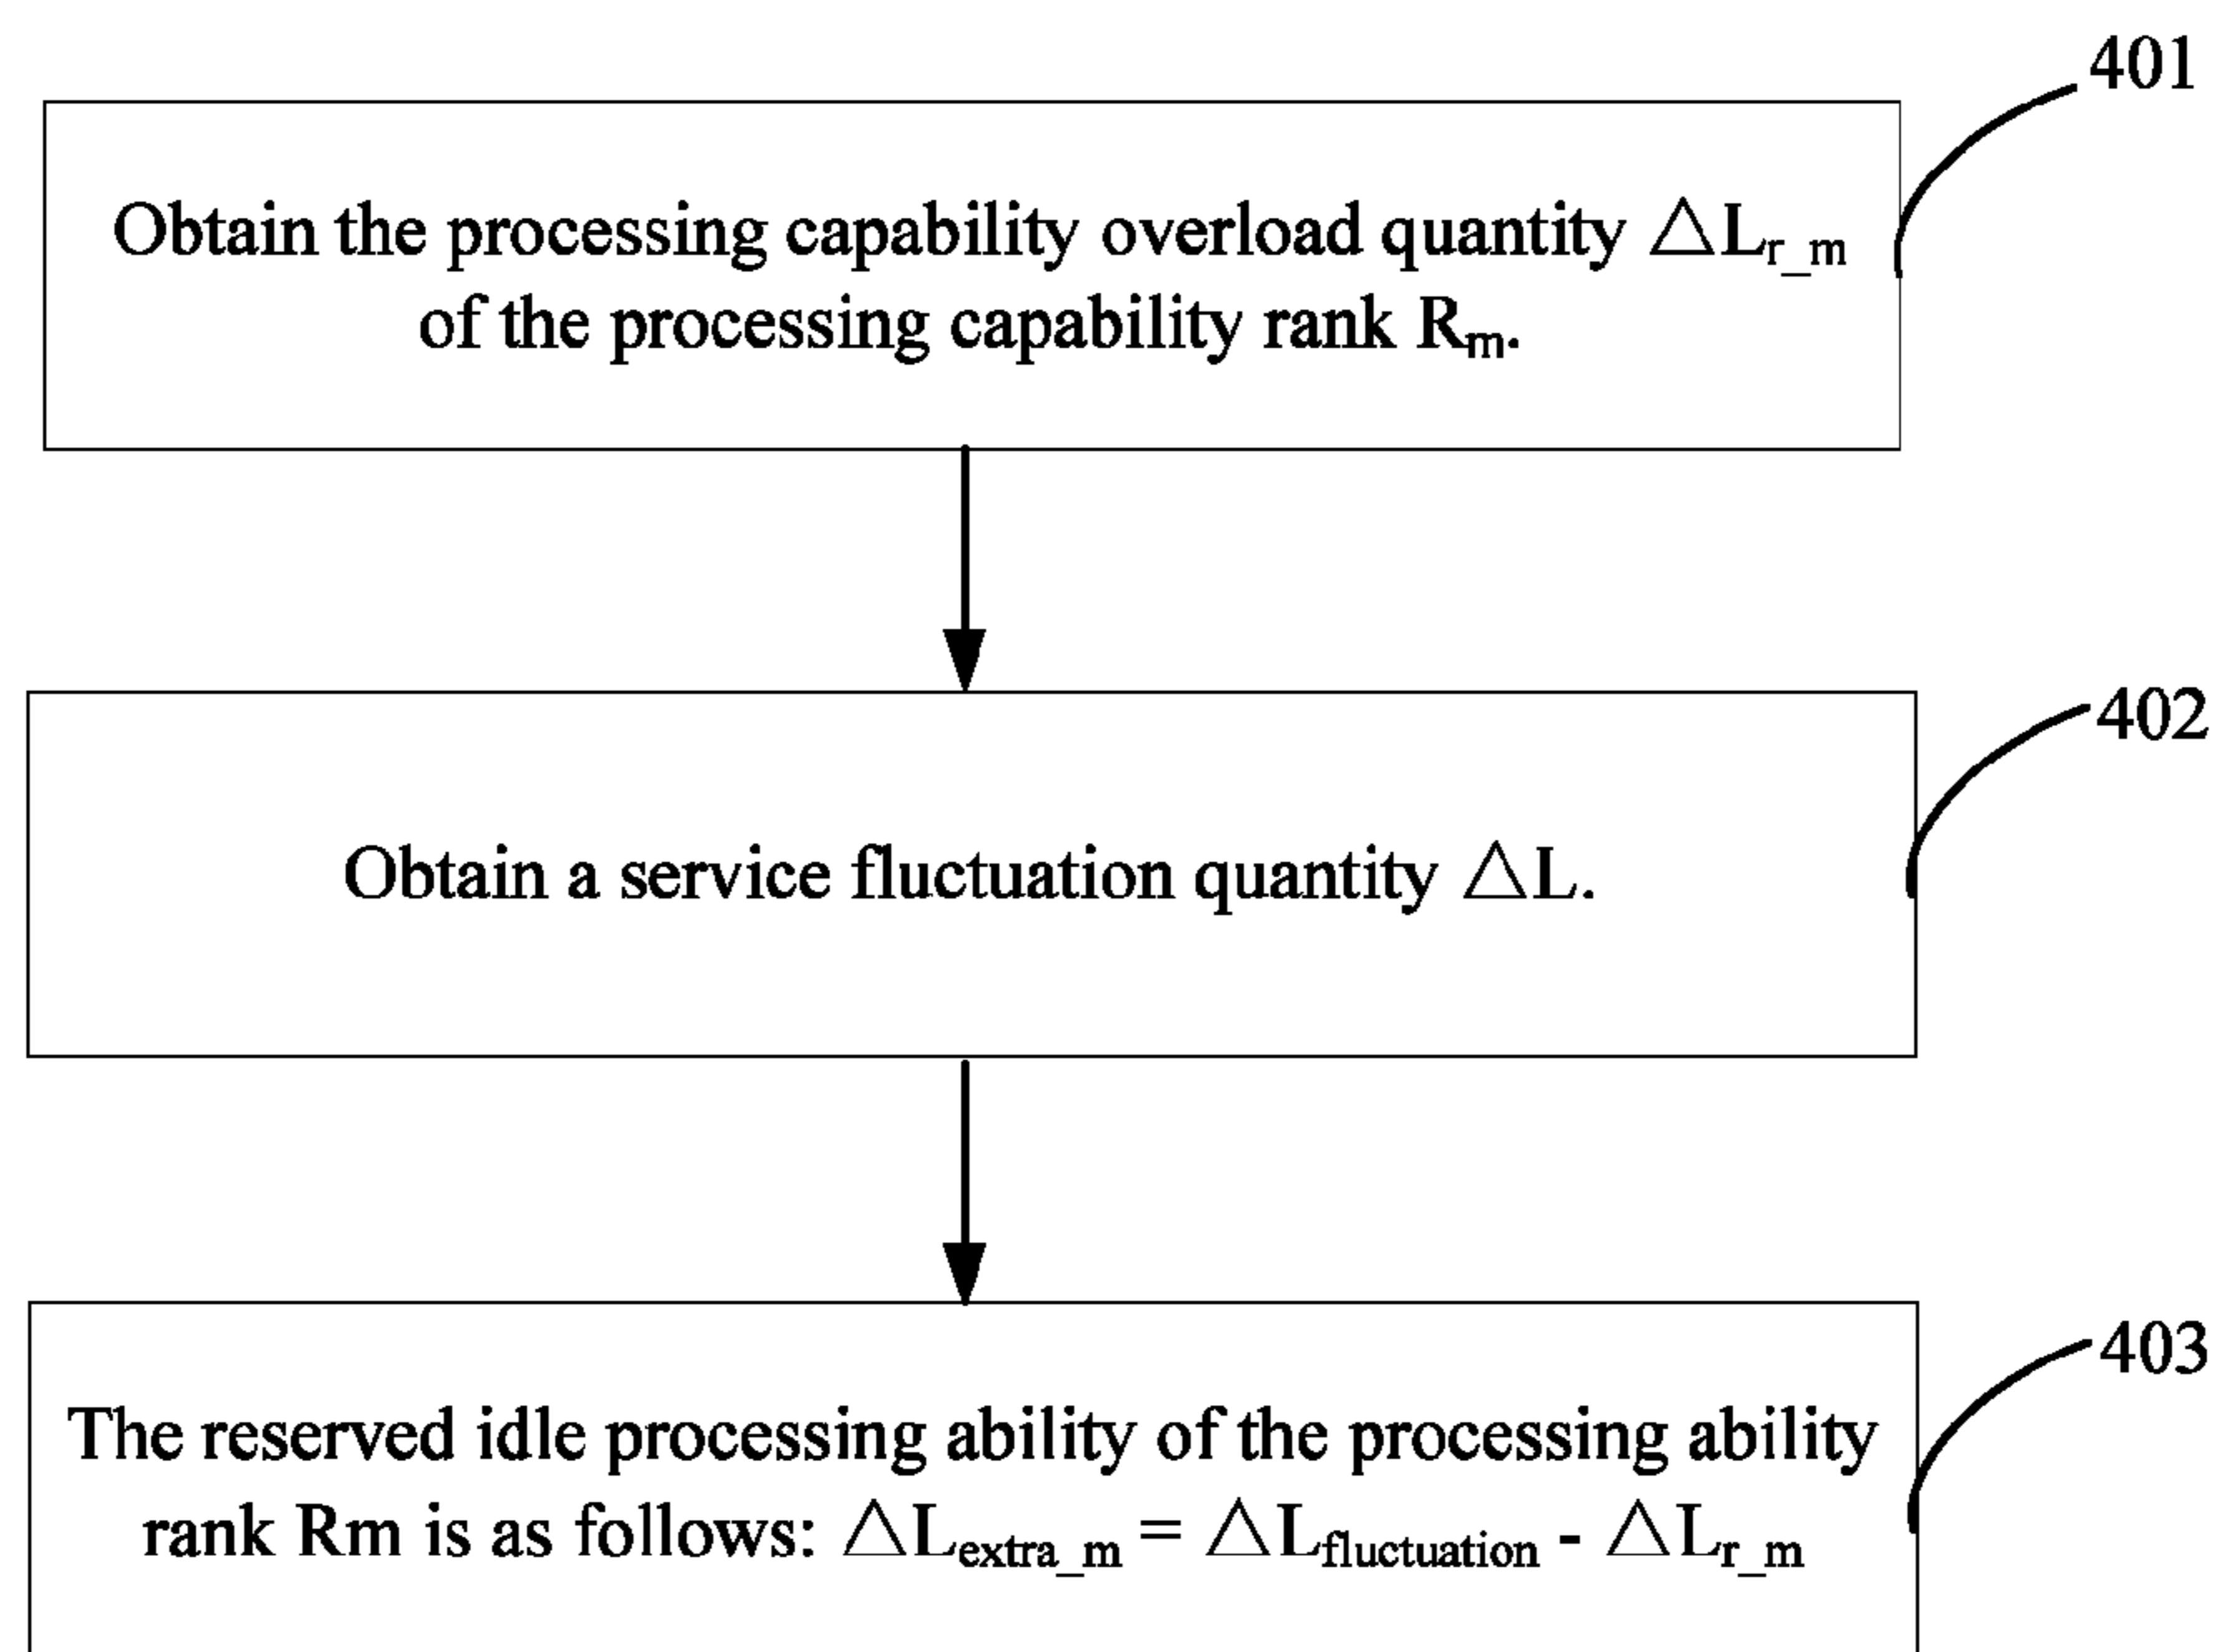 401
Obtain the processing capability overload quantity △Lr_m
of the processing capability rank Rm.
402
Obtain a service fluctuation quantity △L.
403
The reserved idle processing ability of the processing ability
rank Rm is as follows: △Lextra_m = △Lfluctuation - △Lr_m